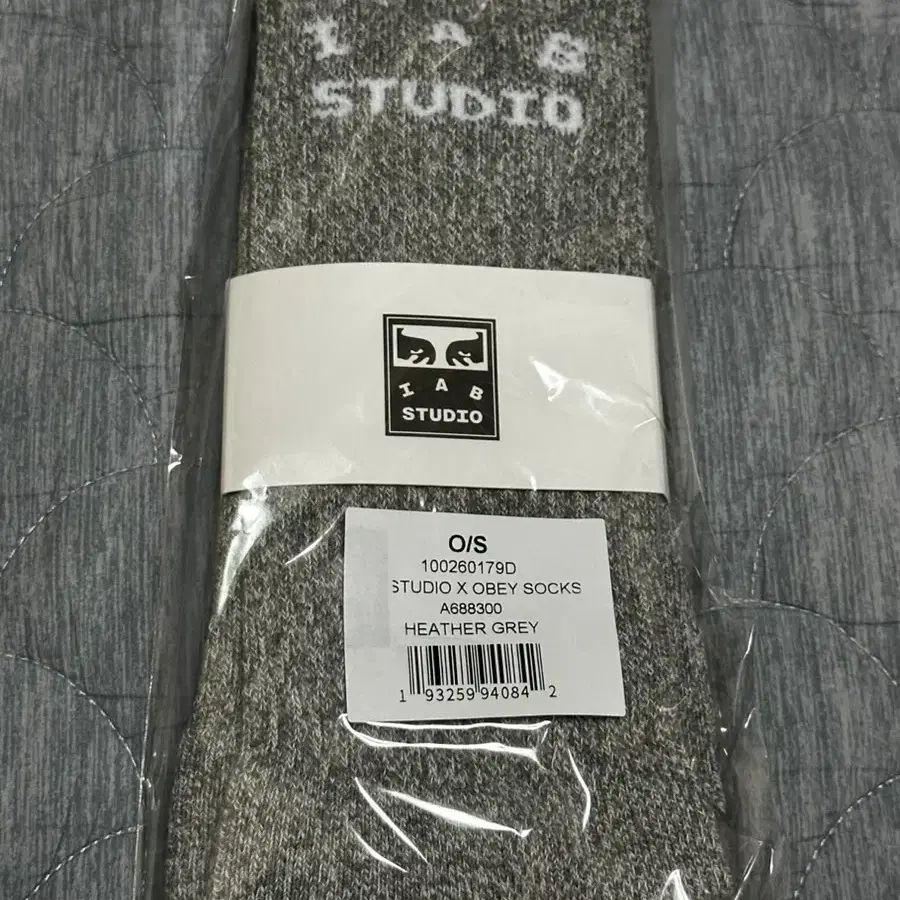 I A B
STUDIO
I A B
STUDIO
O/S
100260179D
STUDIO X OBEY SOCKS
A688300
HEATHER GREY
1 93259 94084 2